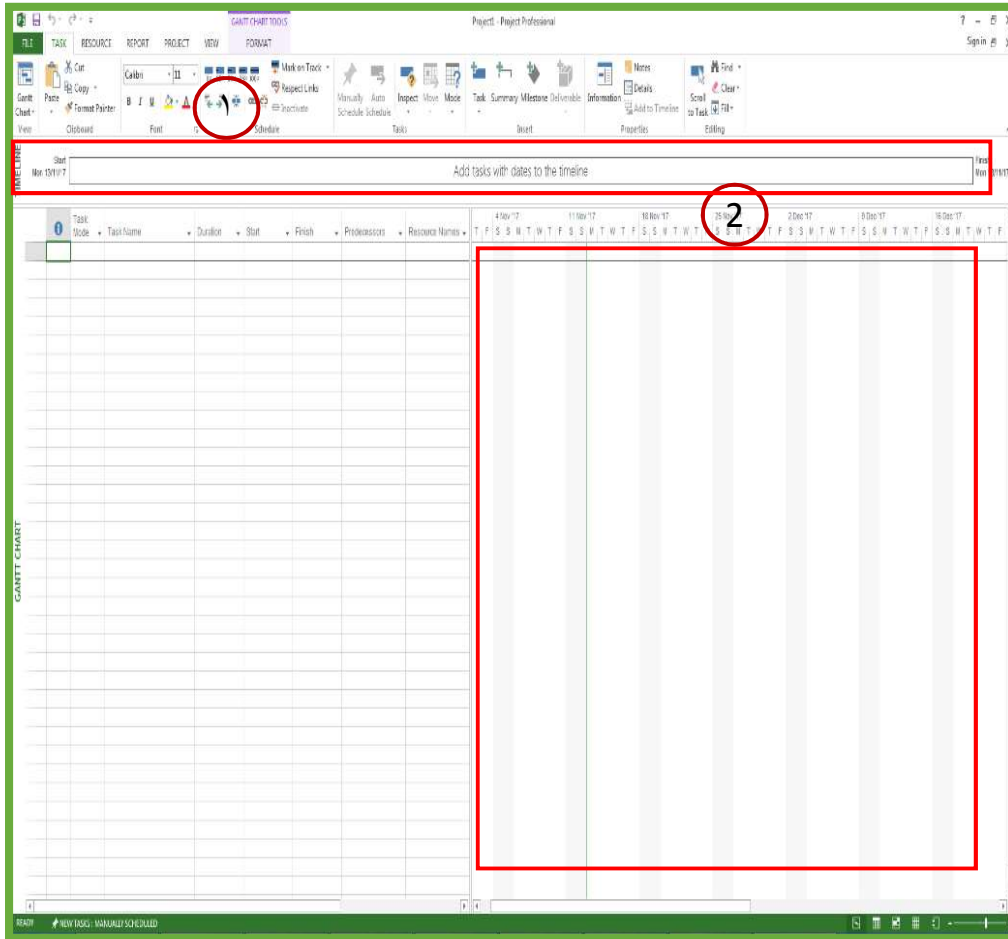 GANTT CHART TOOLS
Project1 - Project Professional
FILE TASK RESOURCE REPORT PROJECT VIEW FORMAT
Sign in
Gantt Chart
Paste
Cut
Copy
Format Painter
Calibri 11
B I U A
Mark on Track
Respect Links
Inactivate
Manually Schedule
Auto Schedule
Inspect Move Mode
Task Summary Milestone Deliverable
Information
Notes
Details
Add to Timeline
Scroll to Task
Find
Clear
Fill
View Clipboard Font Schedule Tasks Insert Properties Editing
TIMELINE
Start
Mon 13/11/17
Add tasks with dates to the timeline
Finish
Mon
2
Task Mode
Task Name
Duration
Start
Finish
Predecessors
Resource Names
4 Nov '17
11 Nov '17
18 Nov '17
25 Nov
2 Dec '17
9 Dec '17
16 Dec '17
T F S S M T W T F S S M T W T F S S M T W T
S S M T
T F S S M T W T F S S M T W T F S S M T W T F
GANTT CHART
READY
NEW TASKS : MANUALLY SCHEDULED